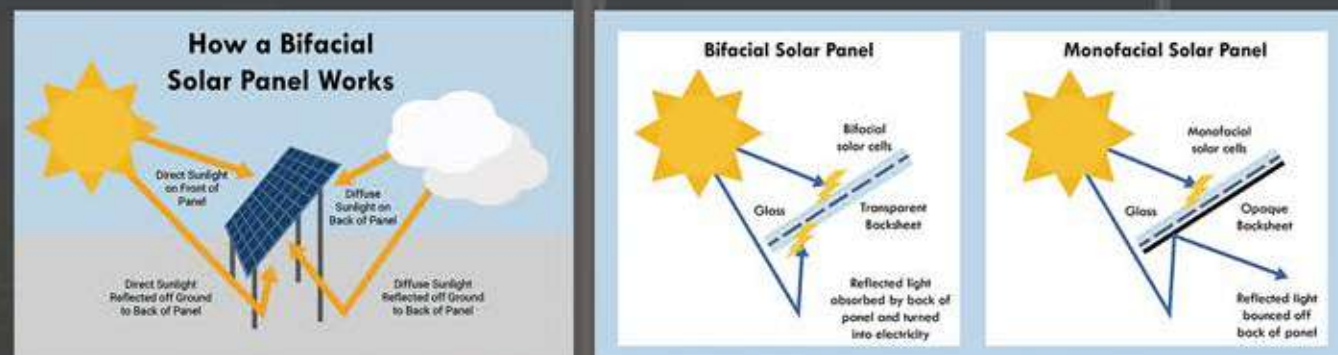 How a Bifacial
Solar Panel Works
Direct Sunlight
on Front of
Panel
Diffuse
Sunlight on
Back of Panel
Direct Sunlight
Reflected off Ground
to Back of Panel
Diffuse Sunlight
Reflected off Ground
to Back of Panel
Bifacial Solar Panel
Bifacial
solar cells
Glass
Transparent
Backsheet
Reflected light
absorbed by back of
panel and turned
into electricity
Monofacial Solar Panel
Monofacial
solar cells
Glass
Opaque
Backsheet
Reflected light
bounced off
back of panel